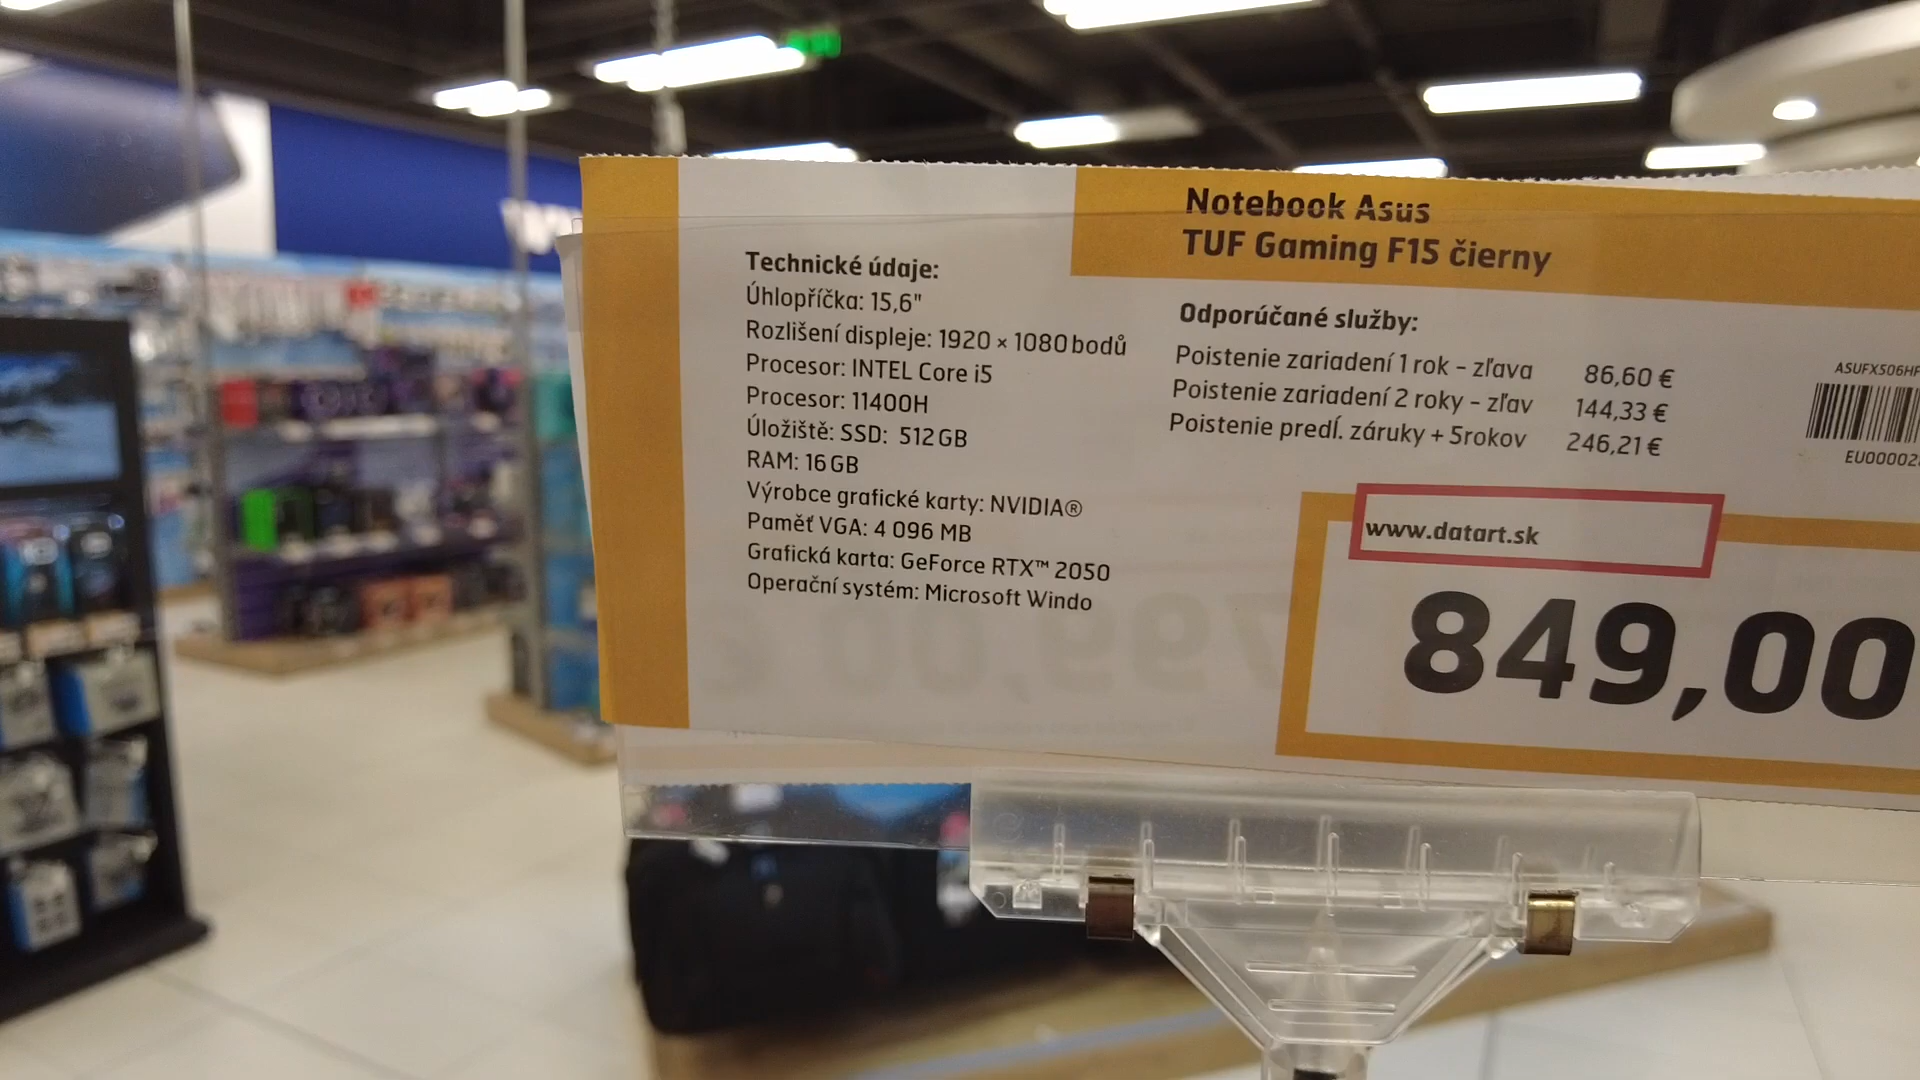 Notebook Asus
TUF Gaming F15 čierny
Technické údaje:
Úhlopříčka: 15,6"
Rozlišení displeje: 1920 × 1080 bodů
Procesor: INTEL Core i5
Procesor: 11400H
Úložiště: SSD: 512 GB
RAM: 16 GB
Výrobce grafické karty: NVIDIA®
Paměť VGA: 4 096 MB
Grafická karta: GeForce RTX™ 2050
Operační systém: Microsoft Windo
Odporúčané služby:
Poistenie zariadení 1 rok - zľava 86,60 €
Poistenie zariadení 2 roky - zľav 144,33 €
Poistenie predĺ. záruky + 5rokov 246,21 €
ASUFX506HF
EU00002
www.datart.sk
849,00